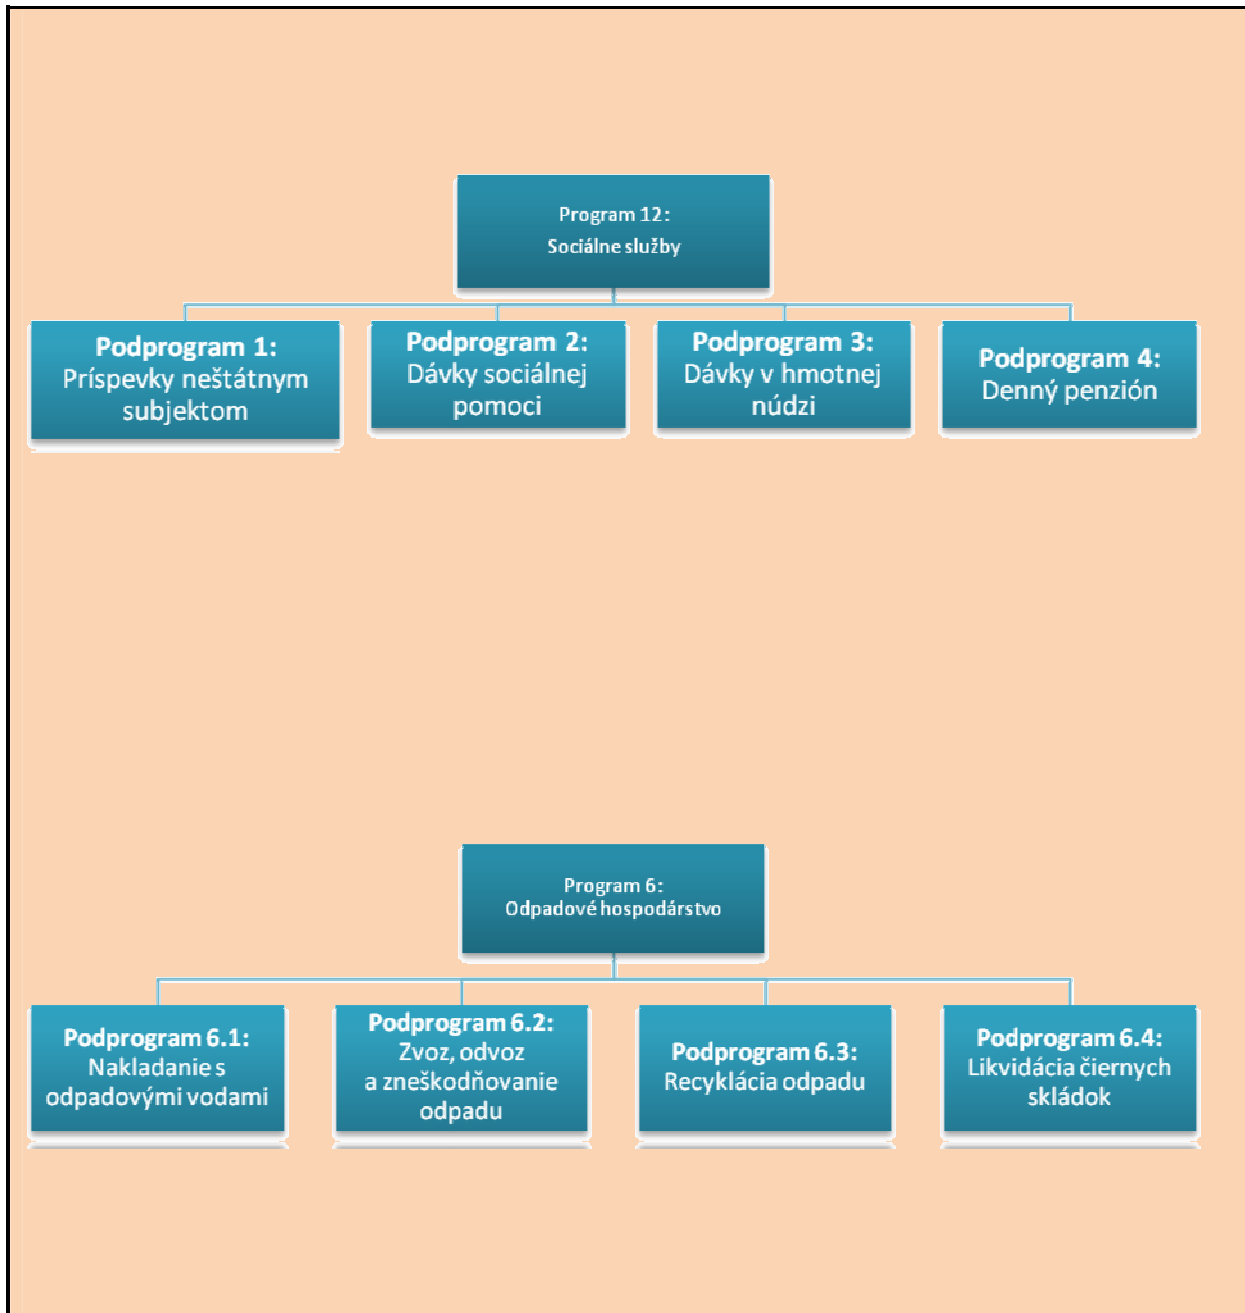 Program 12:
Sociálne služby
Podprogram 1:
Príspevky neštátnym
subjektom
Podprogram 2:
Dávky sociálnej
pomoci
Podprogram 3:
Dávky v hmotnej
núdzi
Podprogram 4:
Denný penzión
Program 6:
Odpadové hospodárstvo
Podprogram 6.1:
Nakladanie s
odpadovými vodami
Podprogram 6.2:
Zvoz, odvoz
a zneškodňovanie
odpadu
Podprogram 6.3:
Recyklácia odpadu
Podprogram 6.4:
Likvidácia čiernych
skládok